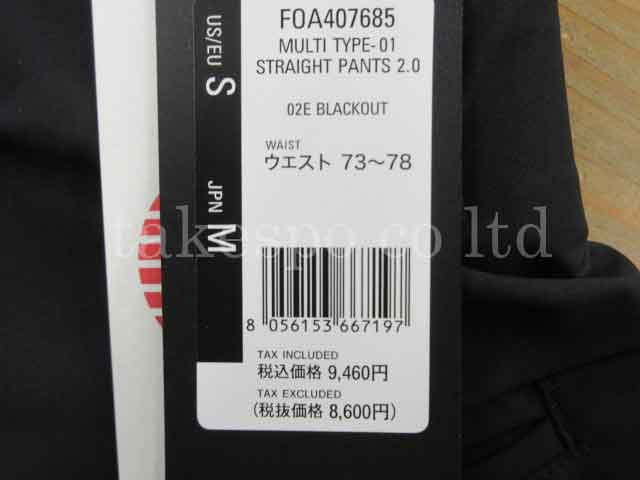 FOA407685
MULTI TYPE-01
STRAIGHT PANTS 2.0
02E BLACKOUT
WAIST
ウエスト 73～78
US/EU S
JPN M
takespo co ltd
8 056153 667197
TAX INCLUDED
税込価格 9,460円
TAX EXCLUDED
(税抜価格 8,600円)